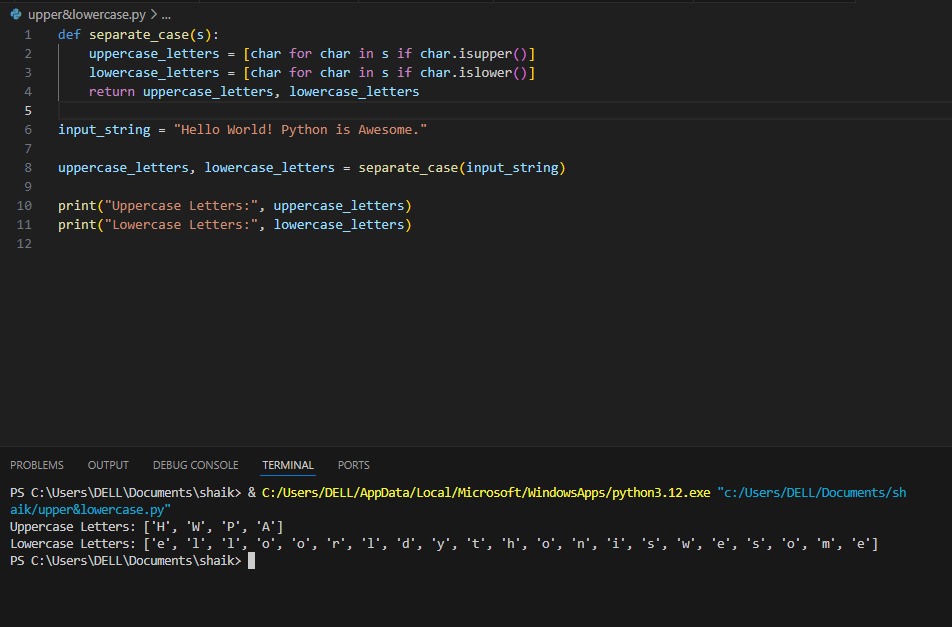 upper&lowercase.py > ...
1 def separate_case(s):
2     uppercase_letters = [char for char in s if char.isupper()]
3     lowercase_letters = [char for char in s if char.islower()]
4     return uppercase_letters, lowercase_letters
5
6 input_string = "Hello World! Python is Awesome."
7
8 uppercase_letters, lowercase_letters = separate_case(input_string)
9
10 print("Uppercase Letters:", uppercase_letters)
11 print("Lowercase Letters:", lowercase_letters)
12
PROBLEMS OUTPUT DEBUG CONSOLE TERMINAL PORTS
PS C:\Users\DELL\Documents\shaik> & C:/Users/DELL/AppData/Local/Microsoft/WindowsApps/python3.12.exe "c:/Users/DELL/Documents/sh
aik/upper&lowercase.py"
Uppercase Letters: ['H', 'W', 'P', 'A']
Lowercase Letters: ['e', 'l', 'l', 'o', 'o', 'r', 'l', 'd', 'y', 't', 'h', 'o', 'n', 'i', 's', 'w', 'e', 's', 'o', 'm', 'e']
PS C:\Users\DELL\Documents\shaik>